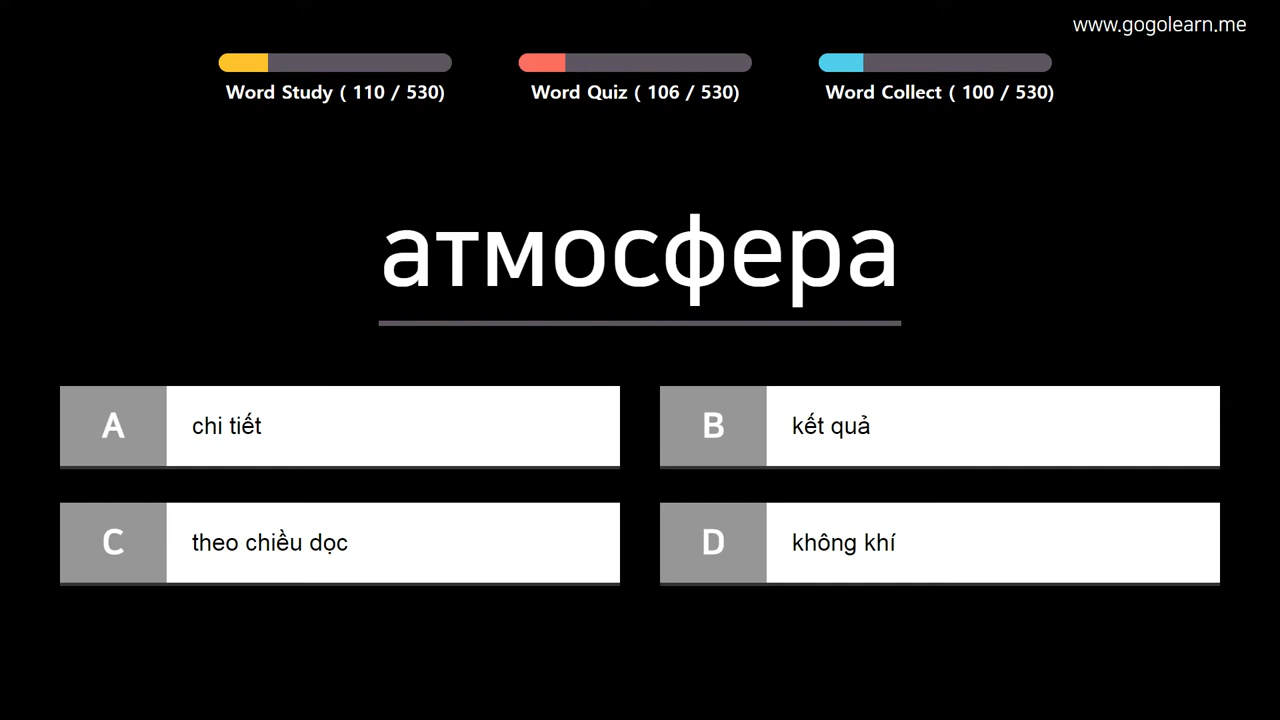 www.gogolearn.me
Word Study ( 110 / 530)
Word Quiz ( 106 / 530)
Word Collect ( 100 / 530)
атмосфера
A
chi tiết
B
kết quả
C
theo chiều dọc
D
không khí